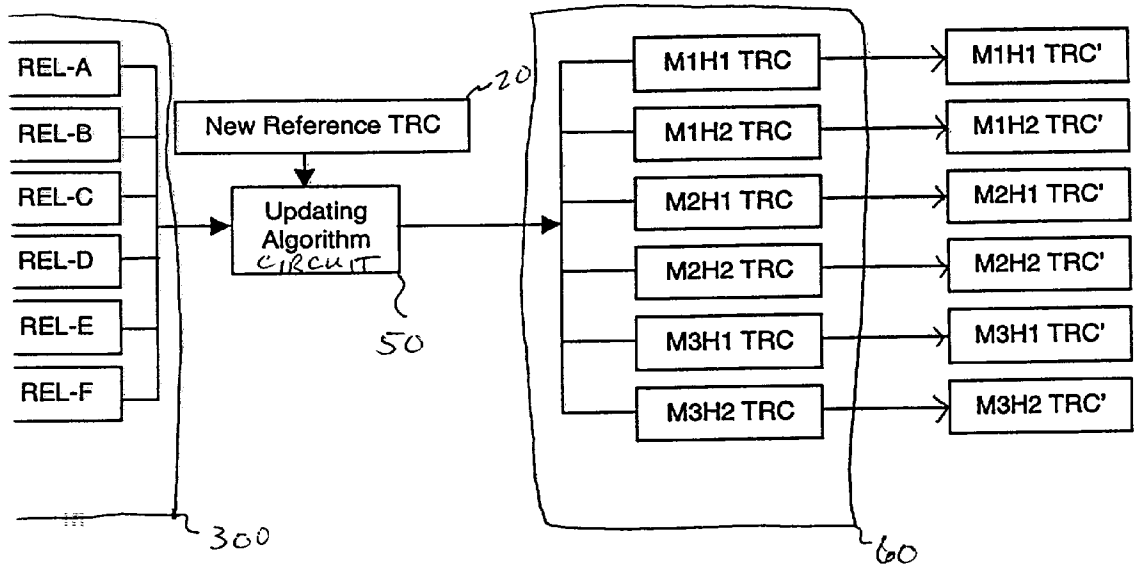 REL-A
REL-B
REL-C
REL-D
REL-E
REL-F
300
New Reference TRC
20
Updating
Algorithm
CIRCUIT
50
M1H1 TRC
M1H2 TRC
M2H1 TRC
M2H2 TRC
M3H1 TRC
M3H2 TRC
60
M1H1 TRC'
M1H2 TRC'
M2H1 TRC'
M2H2 TRC'
M3H1 TRC'
M3H2 TRC'